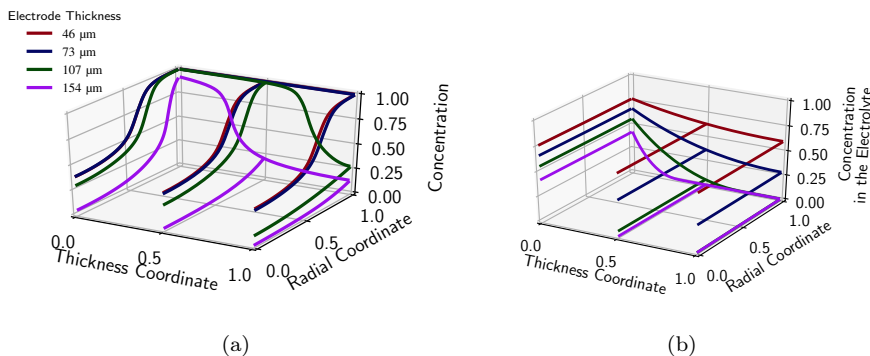 Electrode Thickness
46 µm
73 µm
107 µm
154 µm
1.00
0.75
0.50
0.25
0.00
Concentration
0.0
0.5
1.0
Thickness Coordinate
0.0
0.5
1.0
Radial Coordinate
(a)
1.00
0.75
0.50
0.25
0.00
Concentration
in the Electrolyte
0.0
0.5
1.0
Thickness Coordinate
0.0
0.5
1.0
Radial Coordinate
(b)